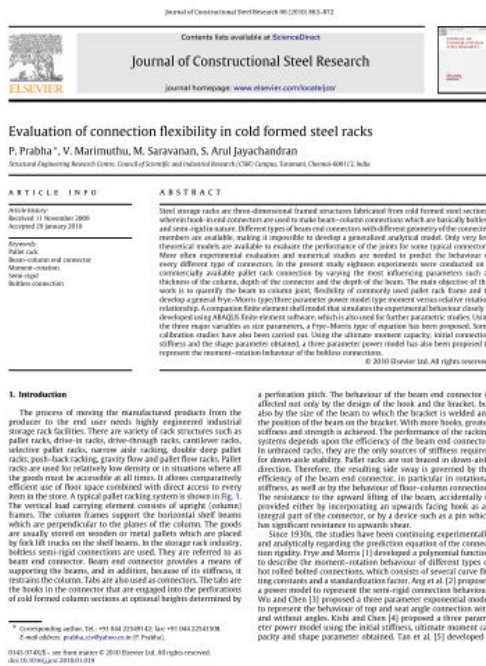 Journal of Constructional Steel Research 66 (2010) 863–872
Contents lists available at ScienceDirect
Journal of Constructional Steel Research
journal homepage: www.elsevier.com/locate/jcsr
ELSEVIER
Evaluation of connection flexibility in cold formed steel racks
P. Prabha*, V. Marimuthu, M. Saravanan, S. Arul Jayachandran
Structural Engineering Research Centre, Council of Scientific and Industrial Research (CSIR) Campus, Taramani, Chennai-600113, India
ARTICLE INFO
Article history:
Received 11 November 2009
Accepted 29 January 2010
Keywords:
Pallet rack
Beam-column end connector
Moment-rotation
Semi-rigid
Boltless connection
ABSTRACT
Steel storage racks are three-dimensional framed structures fabricated from cold formed steel section
wherein hook-in end connectors are used to make beam-column connections which are basically boltles
and semi-rigid in nature. Different types of beam end connectors with different geometry of the connecte
members are available, making it impossible to develop a generalized analytical model. Only very fe
theoretical models are available to evaluate the performance of the joints for some typical connector
More often experimental evaluation and numerical studies are needed to predict the behaviour
every different type of connectors. In the present study eighteen experiments were conducted on
commercially available pallet rack connection by varying the most influencing parameters such a
thickness of the column, depth of the connector and the depth of the beam. The main objective of th
work is to quantify the beam to column joint, flexibility of commonly used pallet rack frame and t
develop a general Frye–Morris type/three parameter power model type moment versus relative rotatio
relationship. A companion finite element shell model that simulates the experimental behaviour closely
developed using ABAQUS finite element software, which is also used for further parametric studies. Usin
the three major variables as size parameters, a Frye–Morris type of equation has been proposed. Som
calibration studies have also been carried out. Using the ultimate moment capacity, initial connectio
stiffness and the shape parameter obtained, a three parameter power model has also been proposed t
represent the moment–rotation behaviour of the boltless connections.
© 2010 Elsevier Ltd. All rights reserved
1. Introduction
The process of moving the manufactured products from the
producer to the end user needs highly engineered industrial
storage rack facilities. There are variety of rack structures such as
pallet racks, drive-in racks, drive-through racks, cantilever racks,
selective pallet racks, narrow aisle racking, double deep pallet
racks, push-back racking, gravity flow and pallet flow racks. Pallet
racks are used for relatively low density or in situations where all
the goods must be accessible at all times. It allows comparatively
efficient use of floor space combined with direct access to every
item in the store. A typical pallet racking system is shown in Fig. 1.
The vertical load carrying element consists of upright (column)
frames. The column frames support the horizontal shelf beams
which are perpendicular to the planes of the column. The goods
are usually stored on wooden or metal pallets which are placed
by fork lift trucks on the shelf beams. In the storage rack industry,
boltless semi-rigid connections are used. They are referred to as
beam end connector. Beam end connector provides a means of
supporting the beams, and in addition, because of its stiffness, it
restrains the column. Tabs are also used as connectors. The tabs are
the hooks in the connector that are engaged into the perforations
of cold formed column sections at optional heights determined by
* Corresponding author. Tel.: +91 044 22549142; fax: +91 044 22541508.
E-mail address: prabha_civ@yahoo.co.in (P. Prabha).
0143-974X/$ – see front matter © 2010 Elsevier Ltd. All rights reserved.
doi:10.1016/j.jcsr.2010.01.019
a perforation pitch. The behaviour of the beam end connector i
affected not only by the design of the hook and the bracket, bu
also by the size of the beam to which the bracket is welded an
the position of the beam on the bracket. With more hooks, greate
stiffness and strength is achieved. The performance of the rackin
systems depends upon the efficiency of the beam end connecto
In unbraced racks, they are the only sources of stiffness require
for down-aisle stability. Pallet racks are not braced in down-aisl
direction. Therefore, the resulting side sway is governed by th
efficiency of the beam end connector, in particular in rotationa
stiffness, as well as by the behaviour of floor-column connection
The resistance to the upward lifting of the beam, accidentally i
provided either by incorporating an upwards facing hook as a
integral part of the connector, or by a device such as a pin whic
has significant resistance to upwards shear.
Since 1930s, the studies have been continuing experimentall
and analytically regarding the prediction equation of the connec
tion rigidity. Frye and Morris [1] developed a polynomial functio
to describe the moment–rotation behaviour of different types o
hot rolled bolted connections, which consists of several curve fi
ting constants and a standardization factor. Ang et al. [2] propose
a power model to represent the semi-rigid connection behaviour
Wu and Chen [3] proposed a three parameter exponential mode
to represent the behaviour of top and seat angle connection wit
and without angles. Kishi and Chen [4] proposed a three param
eter power model using the initial stiffness, ultimate moment ca
pacity and shape parameter obtained. Tan et al. [5] developed